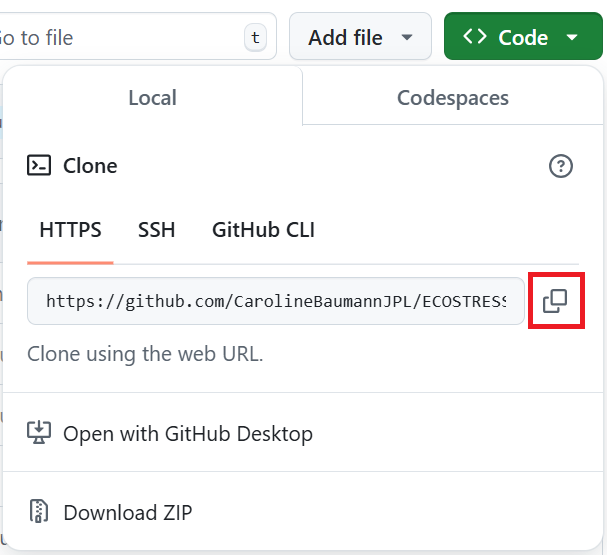 o to file t Add file Code
Local Codespaces
Clone
HTTPS SSH GitHub CLI
https://github.com/CarolineBaumannJPL/ECOSTRESS
Clone using the web URL.
Open with GitHub Desktop
Download ZIP